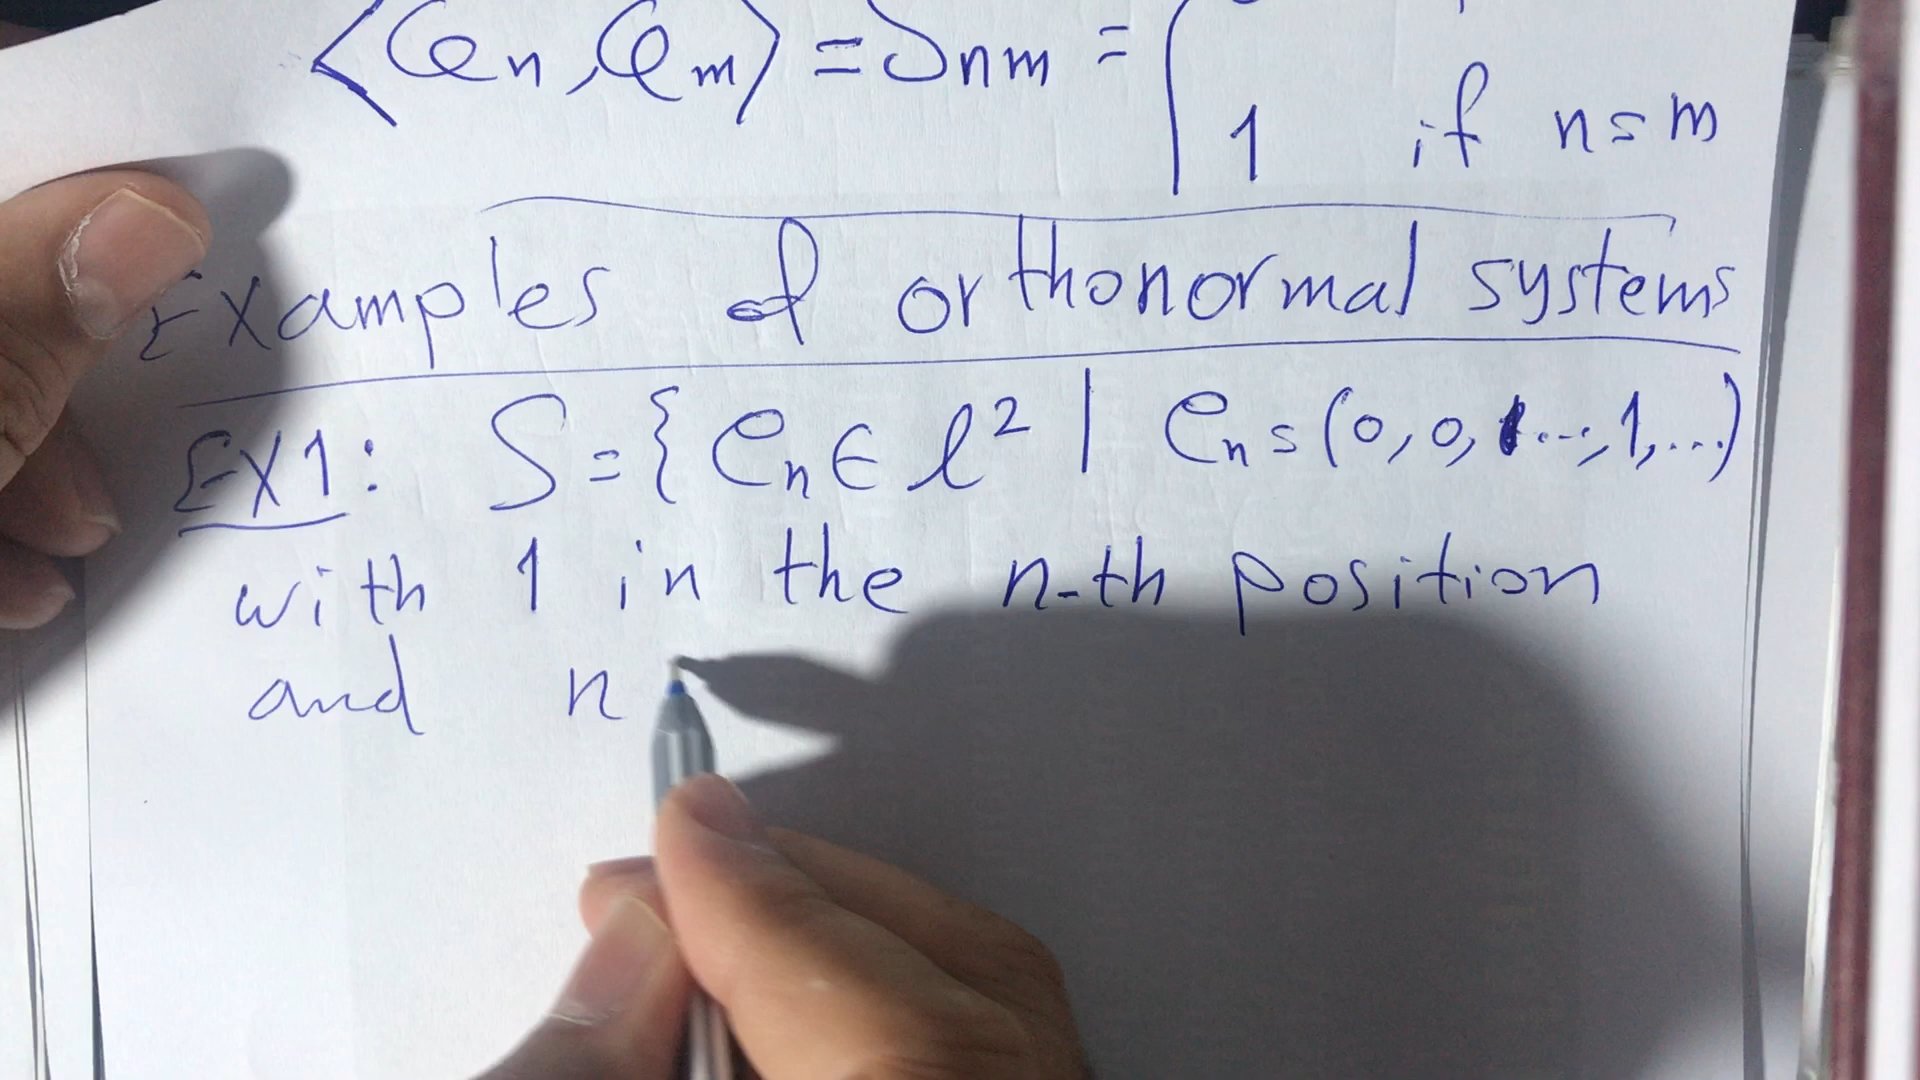 ⟨e_n, e_m⟩ = δ_nm = {
1 if n = m
Examples of orthonormal systems
EX1: S = { e_n ∈ l² | e_n = (0, 0, ..., 1, ...)
with 1 in the n-th position
and n